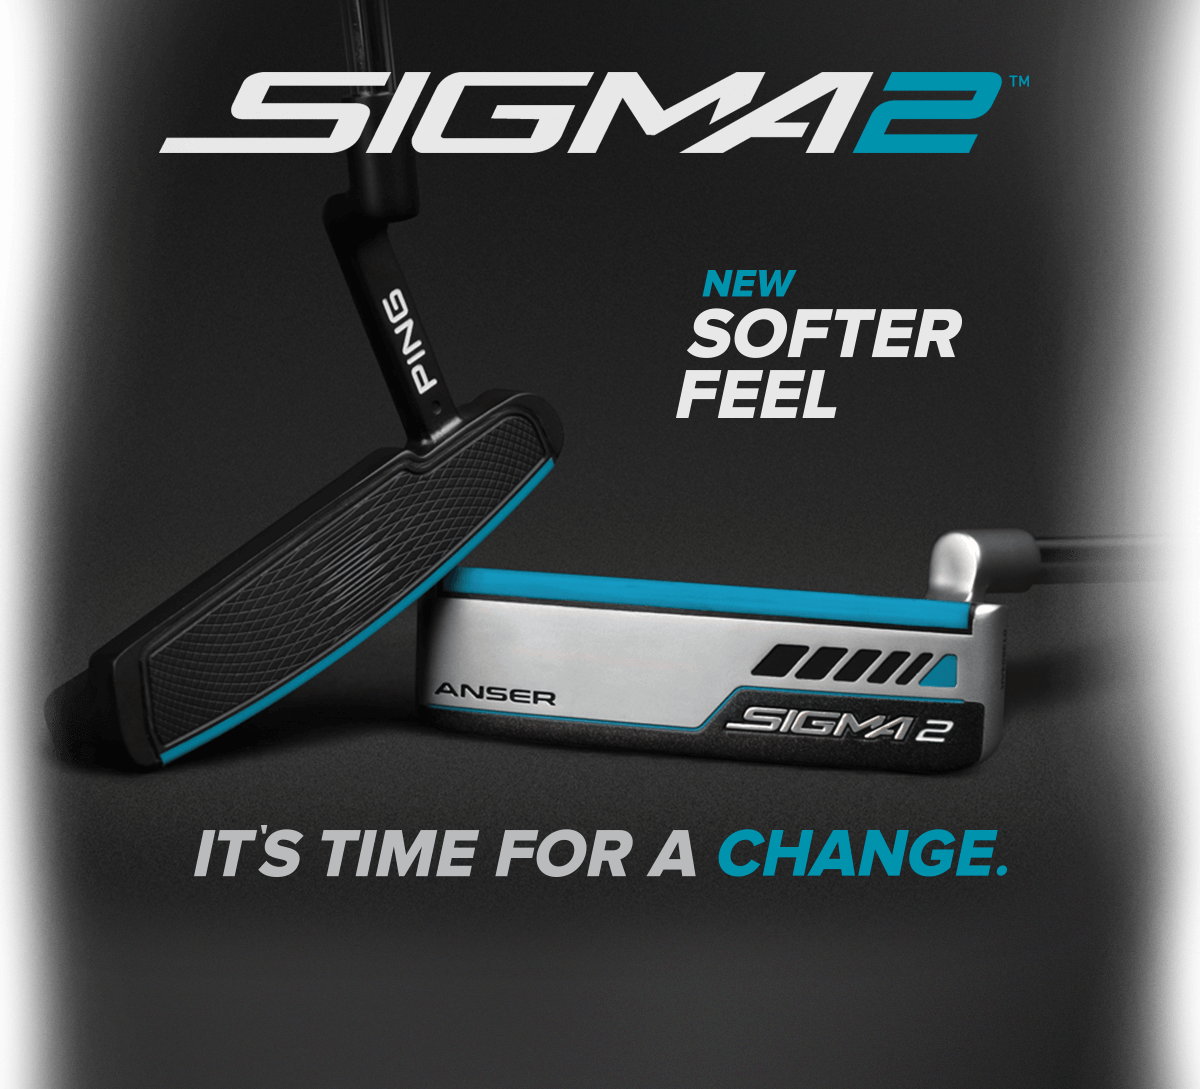 SIGMA2™
NEW
SOFTER
FEEL
PING
ANSER
SIGMA 2
IT'S TIME FOR A CHANGE.